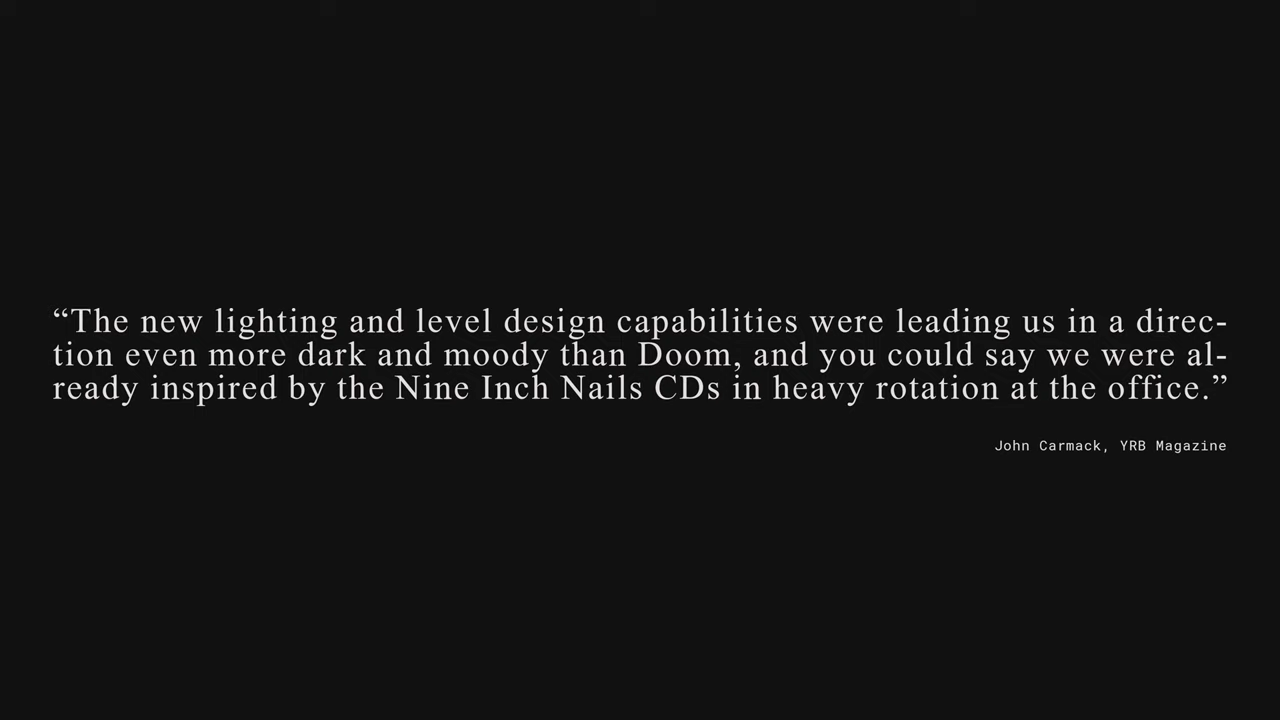 “The new lighting and level design capabilities were leading us in a direc-
tion even more dark and moody than Doom, and you could say we were al-
ready inspired by the Nine Inch Nails CDs in heavy rotation at the office.”
John Carmack, YRB Magazine